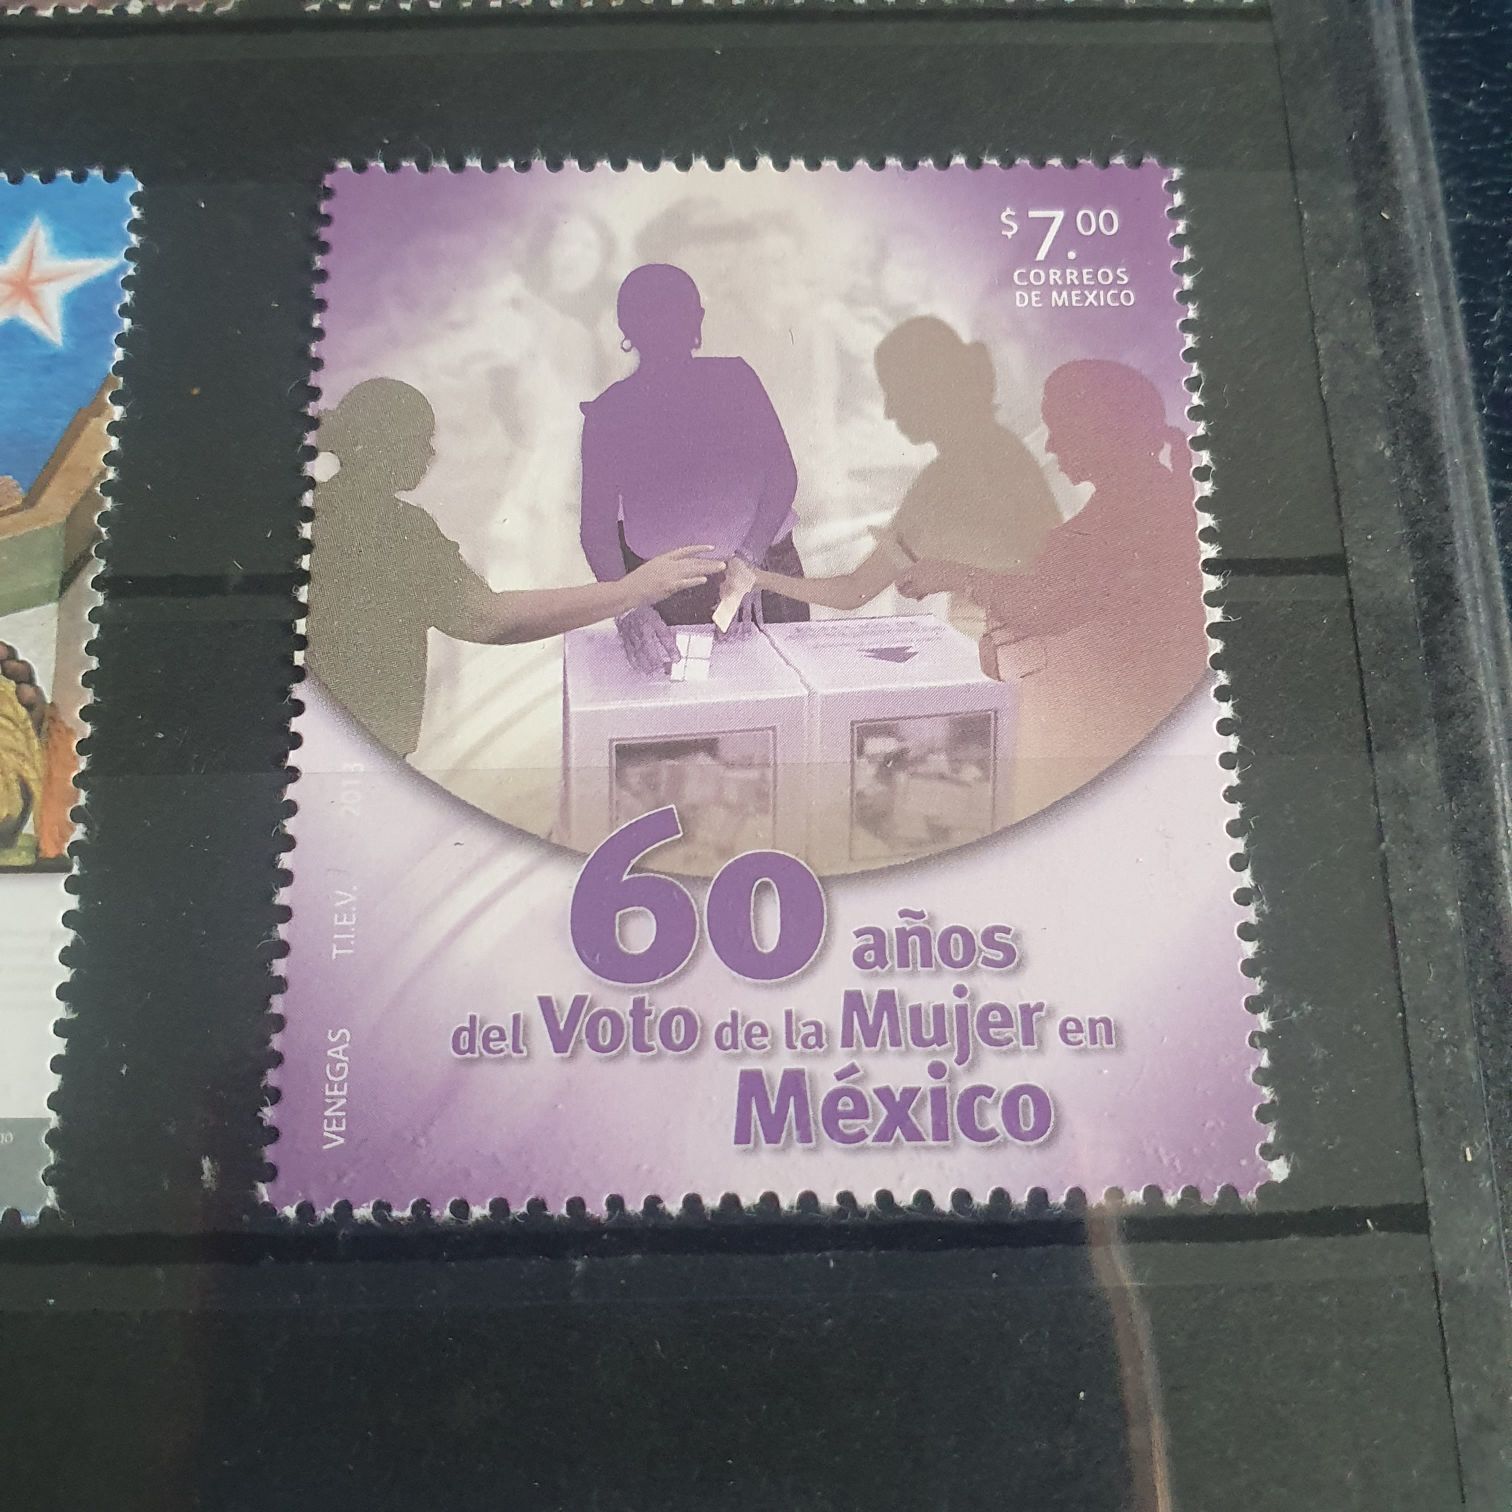 $7.00
CORREOS
DE MEXICO
60 años
del Voto de la Mujer en
México
VENEGAS T.I.E.V. 2013